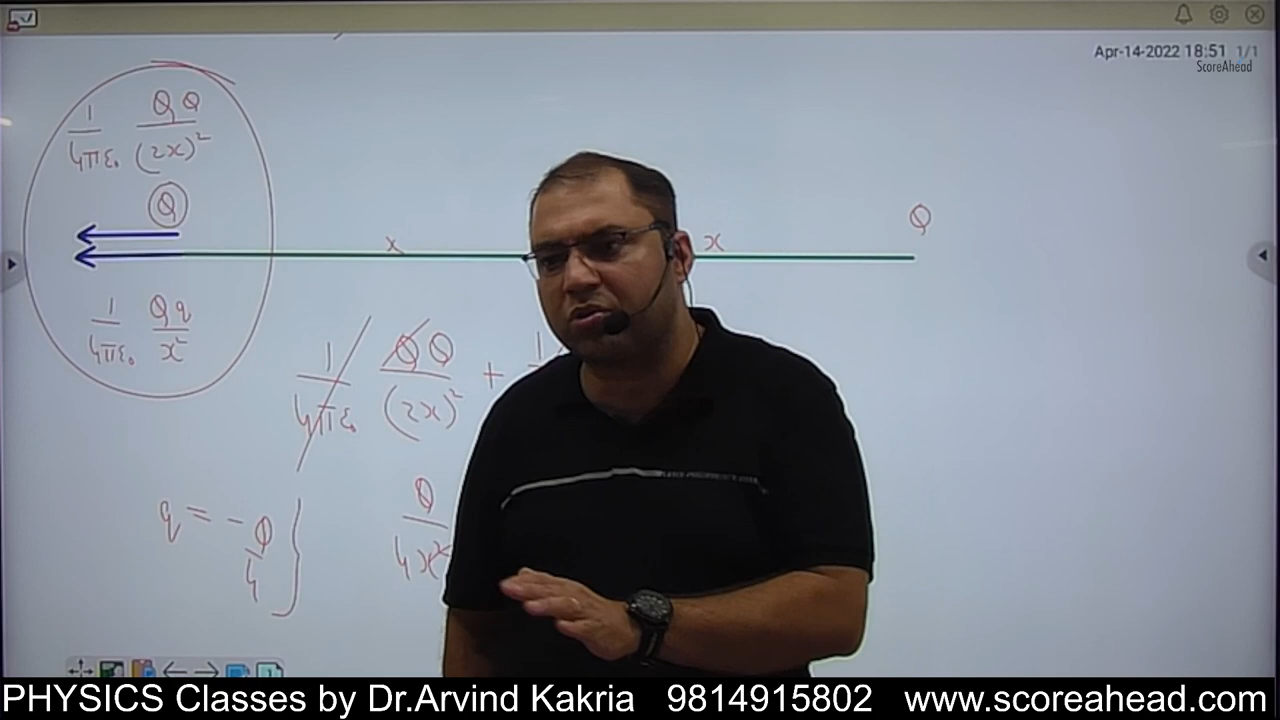 Apr-14-2022 18:51 1/1
ScoreAhead
1 QQ
4πε₀ (2x)²
Q
Q
x x
1 Qq
4πε₀ x²
1 QQ + 1
4πε₀ (2x)²
q = -Q
4
Q
4x²
PHYSICS Classes by Dr.Arvind Kakria 9814915802 www.scoreahead.com